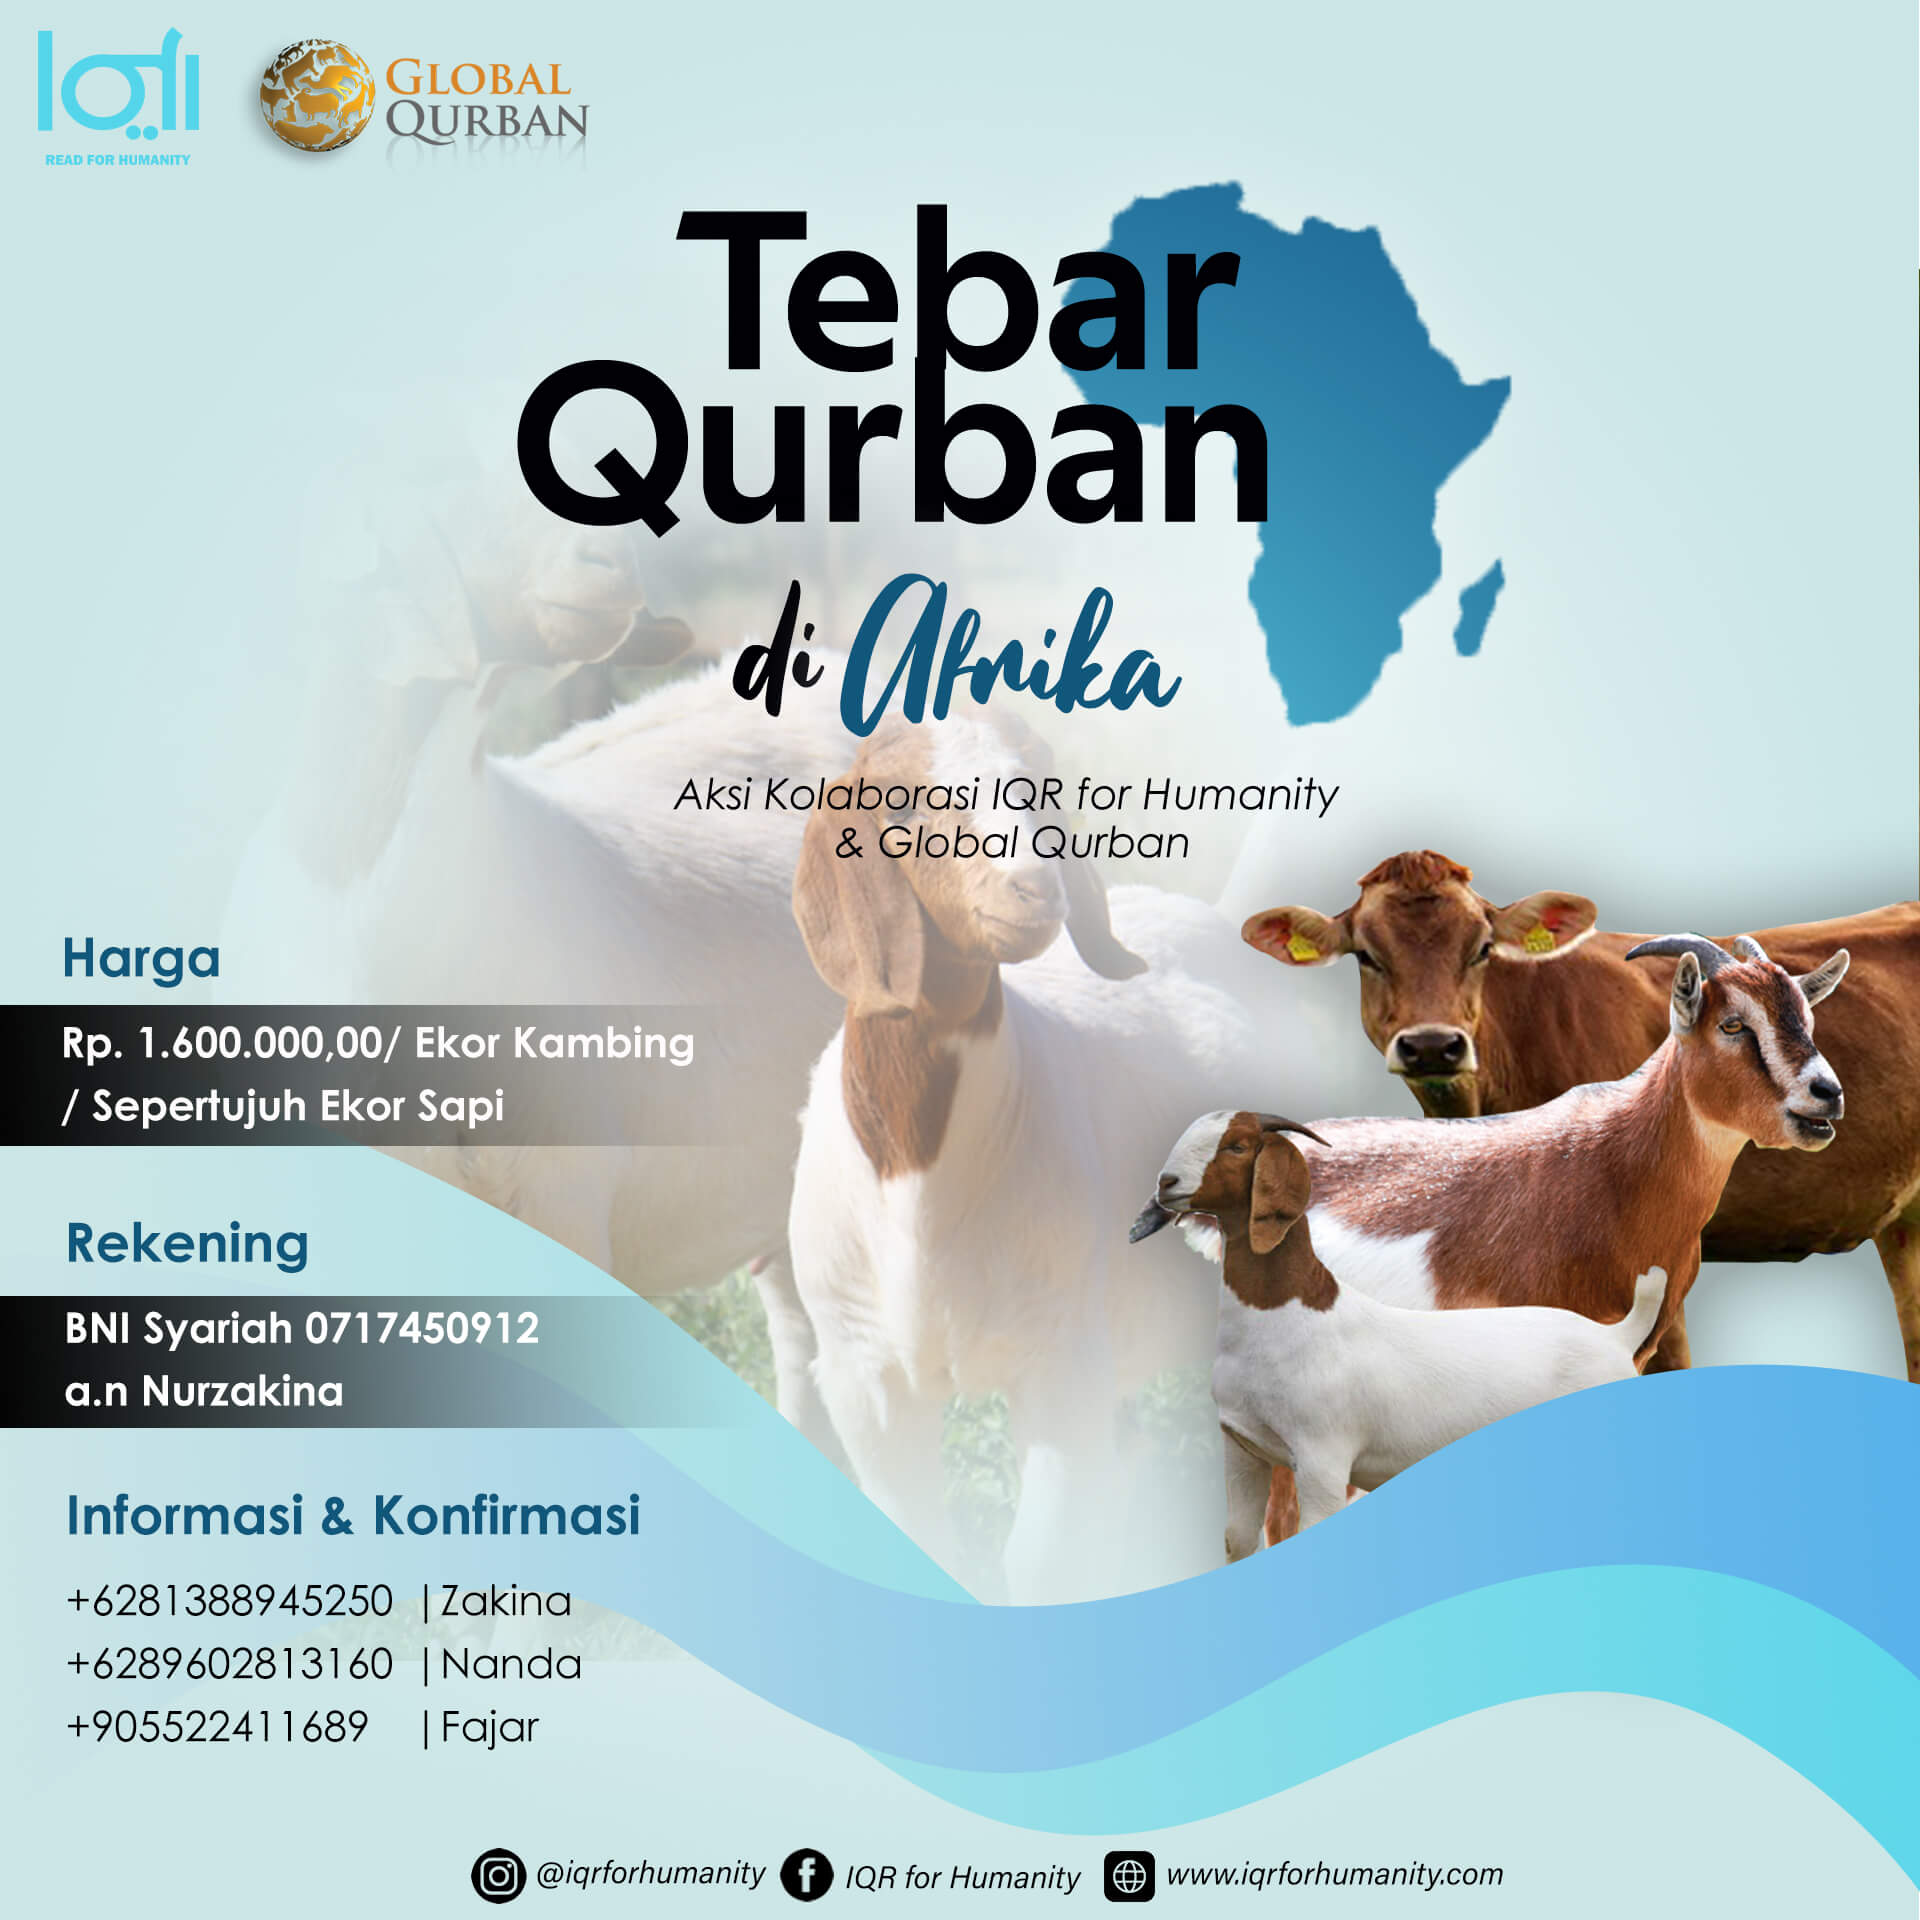 READ FOR HUMANITY
GLOBAL
QURBAN
Tebar
Qurban
di Afrika
Aksi Kolaborasi IQR for Humanity
& Global Qurban
Harga
Rp. 1.600.000,00/ Ekor Kambing
/ Sepertujuh Ekor Sapi
Rekening
BNI Syariah 0717450912
a.n Nurzakina
Informasi & Konfirmasi
+6281388945250 | Zakina
+6289602813160 | Nanda
+905522411689 | Fajar
@iqrforhumanity IQR for Humanity www.iqrforhumanity.com